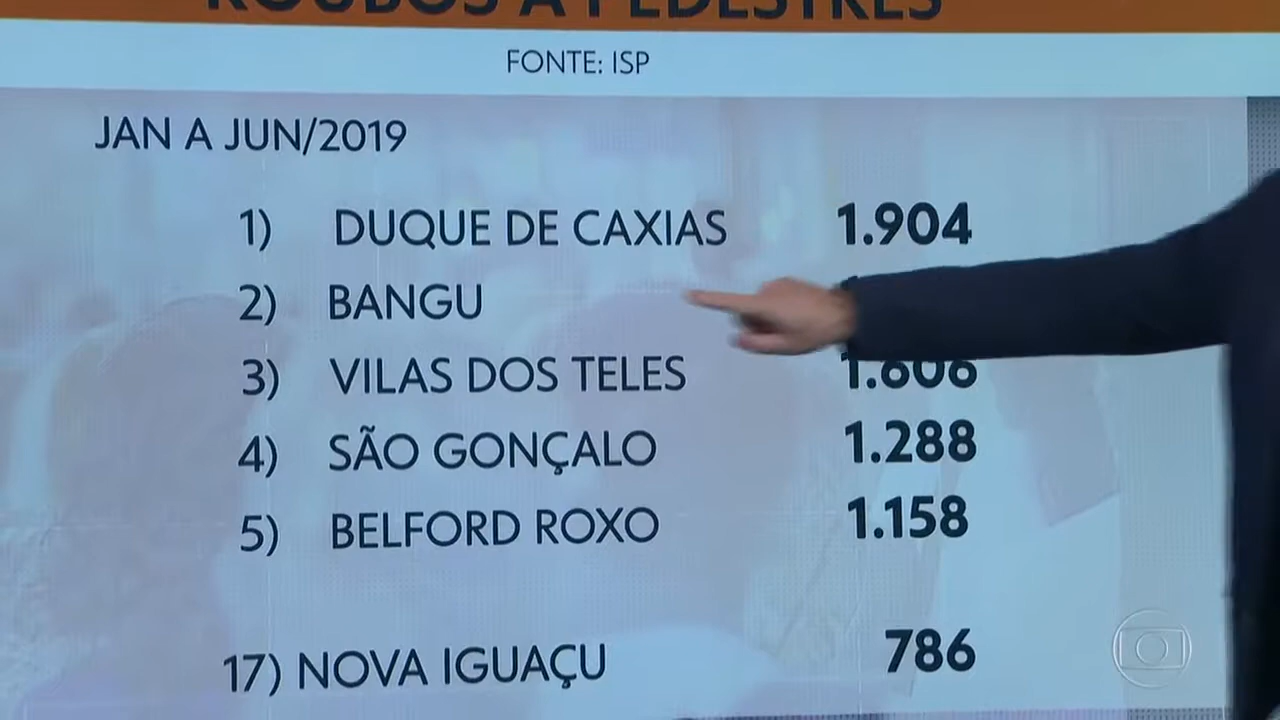 ROUBOS A PEDESTRES
FONTE: ISP
JAN A JUN/2019
1) DUQUE DE CAXIAS 1.904
2) BANGU
3) VILAS DOS TELES
4) SÃO GONÇALO 1.288
5) BELFORD ROXO 1.158
17) NOVA IGUAÇU 786